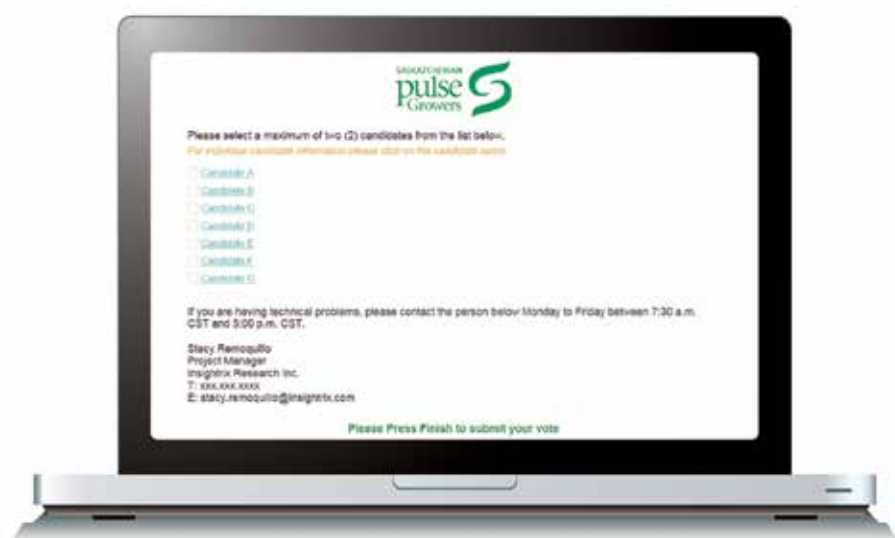 SASKATCHEWAN
pulse
Growers
Please select a maximum of two (2) candidates from the list below.
For individual candidate information please click on the candidate name
Candidate A
Candidate B
Candidate C
Candidate D
Candidate E
Candidate F
Candidate G
If you are having technical problems, please contact the person below Monday to Friday between 7:30 a.m.
CST and 5:00 p.m. CST.
Stacy Remoquillo
Project Manager
Insightrix Research Inc.
T: xxx.xxx.xxxx
E: stacy.remoquillo@insightrix.com
Please Press Finish to submit your vote